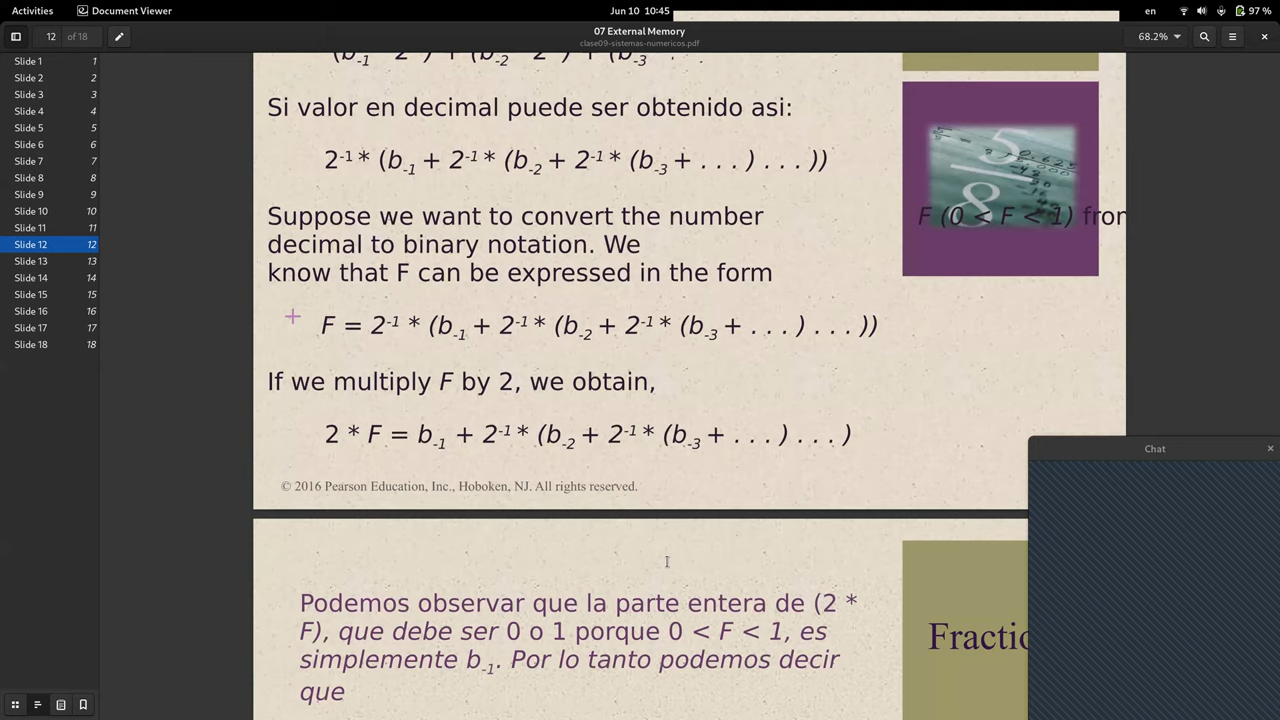 Activities
Document Viewer
Jun 10 10:45
en
97 %
12 of 18
07 External Memory
clase09-sistemas-numericos.pdf
68.2%
Slide 1 1
Slide 2 2
Slide 3 3
Slide 4 4
Slide 5 5
Slide 6 6
Slide 7 7
Slide 8 8
Slide 9 9
Slide 10 10
Slide 11 11
Slide 12 12
Slide 13 13
Slide 14 14
Slide 15 15
Slide 16 16
Slide 17 17
Slide 18 18
Si valor en decimal puede ser obtenido asi:
2⁻¹ * (b₋₁ + 2⁻¹ * (b₋₂ + 2⁻¹ * (b₋₃ + . . . ) . . . ))
Suppose we want to convert the number F (0 < F < 1) from
decimal to binary notation. We
know that F can be expressed in the form
+ F = 2⁻¹ * (b₋₁ + 2⁻¹ * (b₋₂ + 2⁻¹ * (b₋₃ + . . . ) . . . ))
If we multiply F by 2, we obtain,
2 * F = b₋₁ + 2⁻¹ * (b₋₂ + 2⁻¹ * (b₋₃ + . . . ) . . . )
© 2016 Pearson Education, Inc., Hoboken, NJ. All rights reserved.
5
8
Chat
Podemos observar que la parte entera de (2 *
F), que debe ser 0 o 1 porque 0 < F < 1, es
simplemente b₋₁. Por lo tanto podemos decir
que